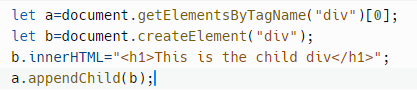 let a=document.getElementsByTagName("div")[0];
let b=document.createElement("div");
b.innerHTML="<h1>This is the child div</h1>";
a.appendChild(b);